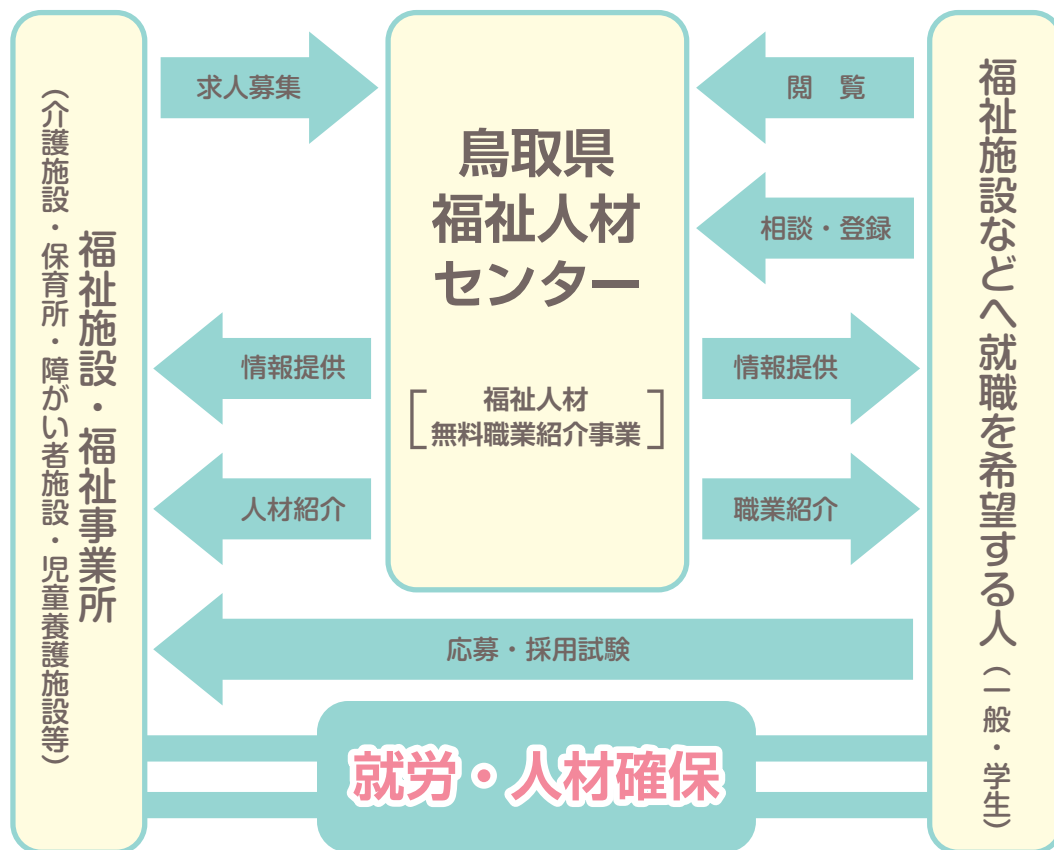 福祉施設・福祉事業所
（介護施設・保育所・障がい者施設・児童養護施設等）
求人募集
鳥取県
福祉人材
センター
福祉人材
無料職業紹介事業
閲　覧
相談・登録
情報提供
人材紹介
情報提供
職業紹介
福祉施設などへ就職を希望する人（一般・学生）
応募・採用試験
就労・人材確保